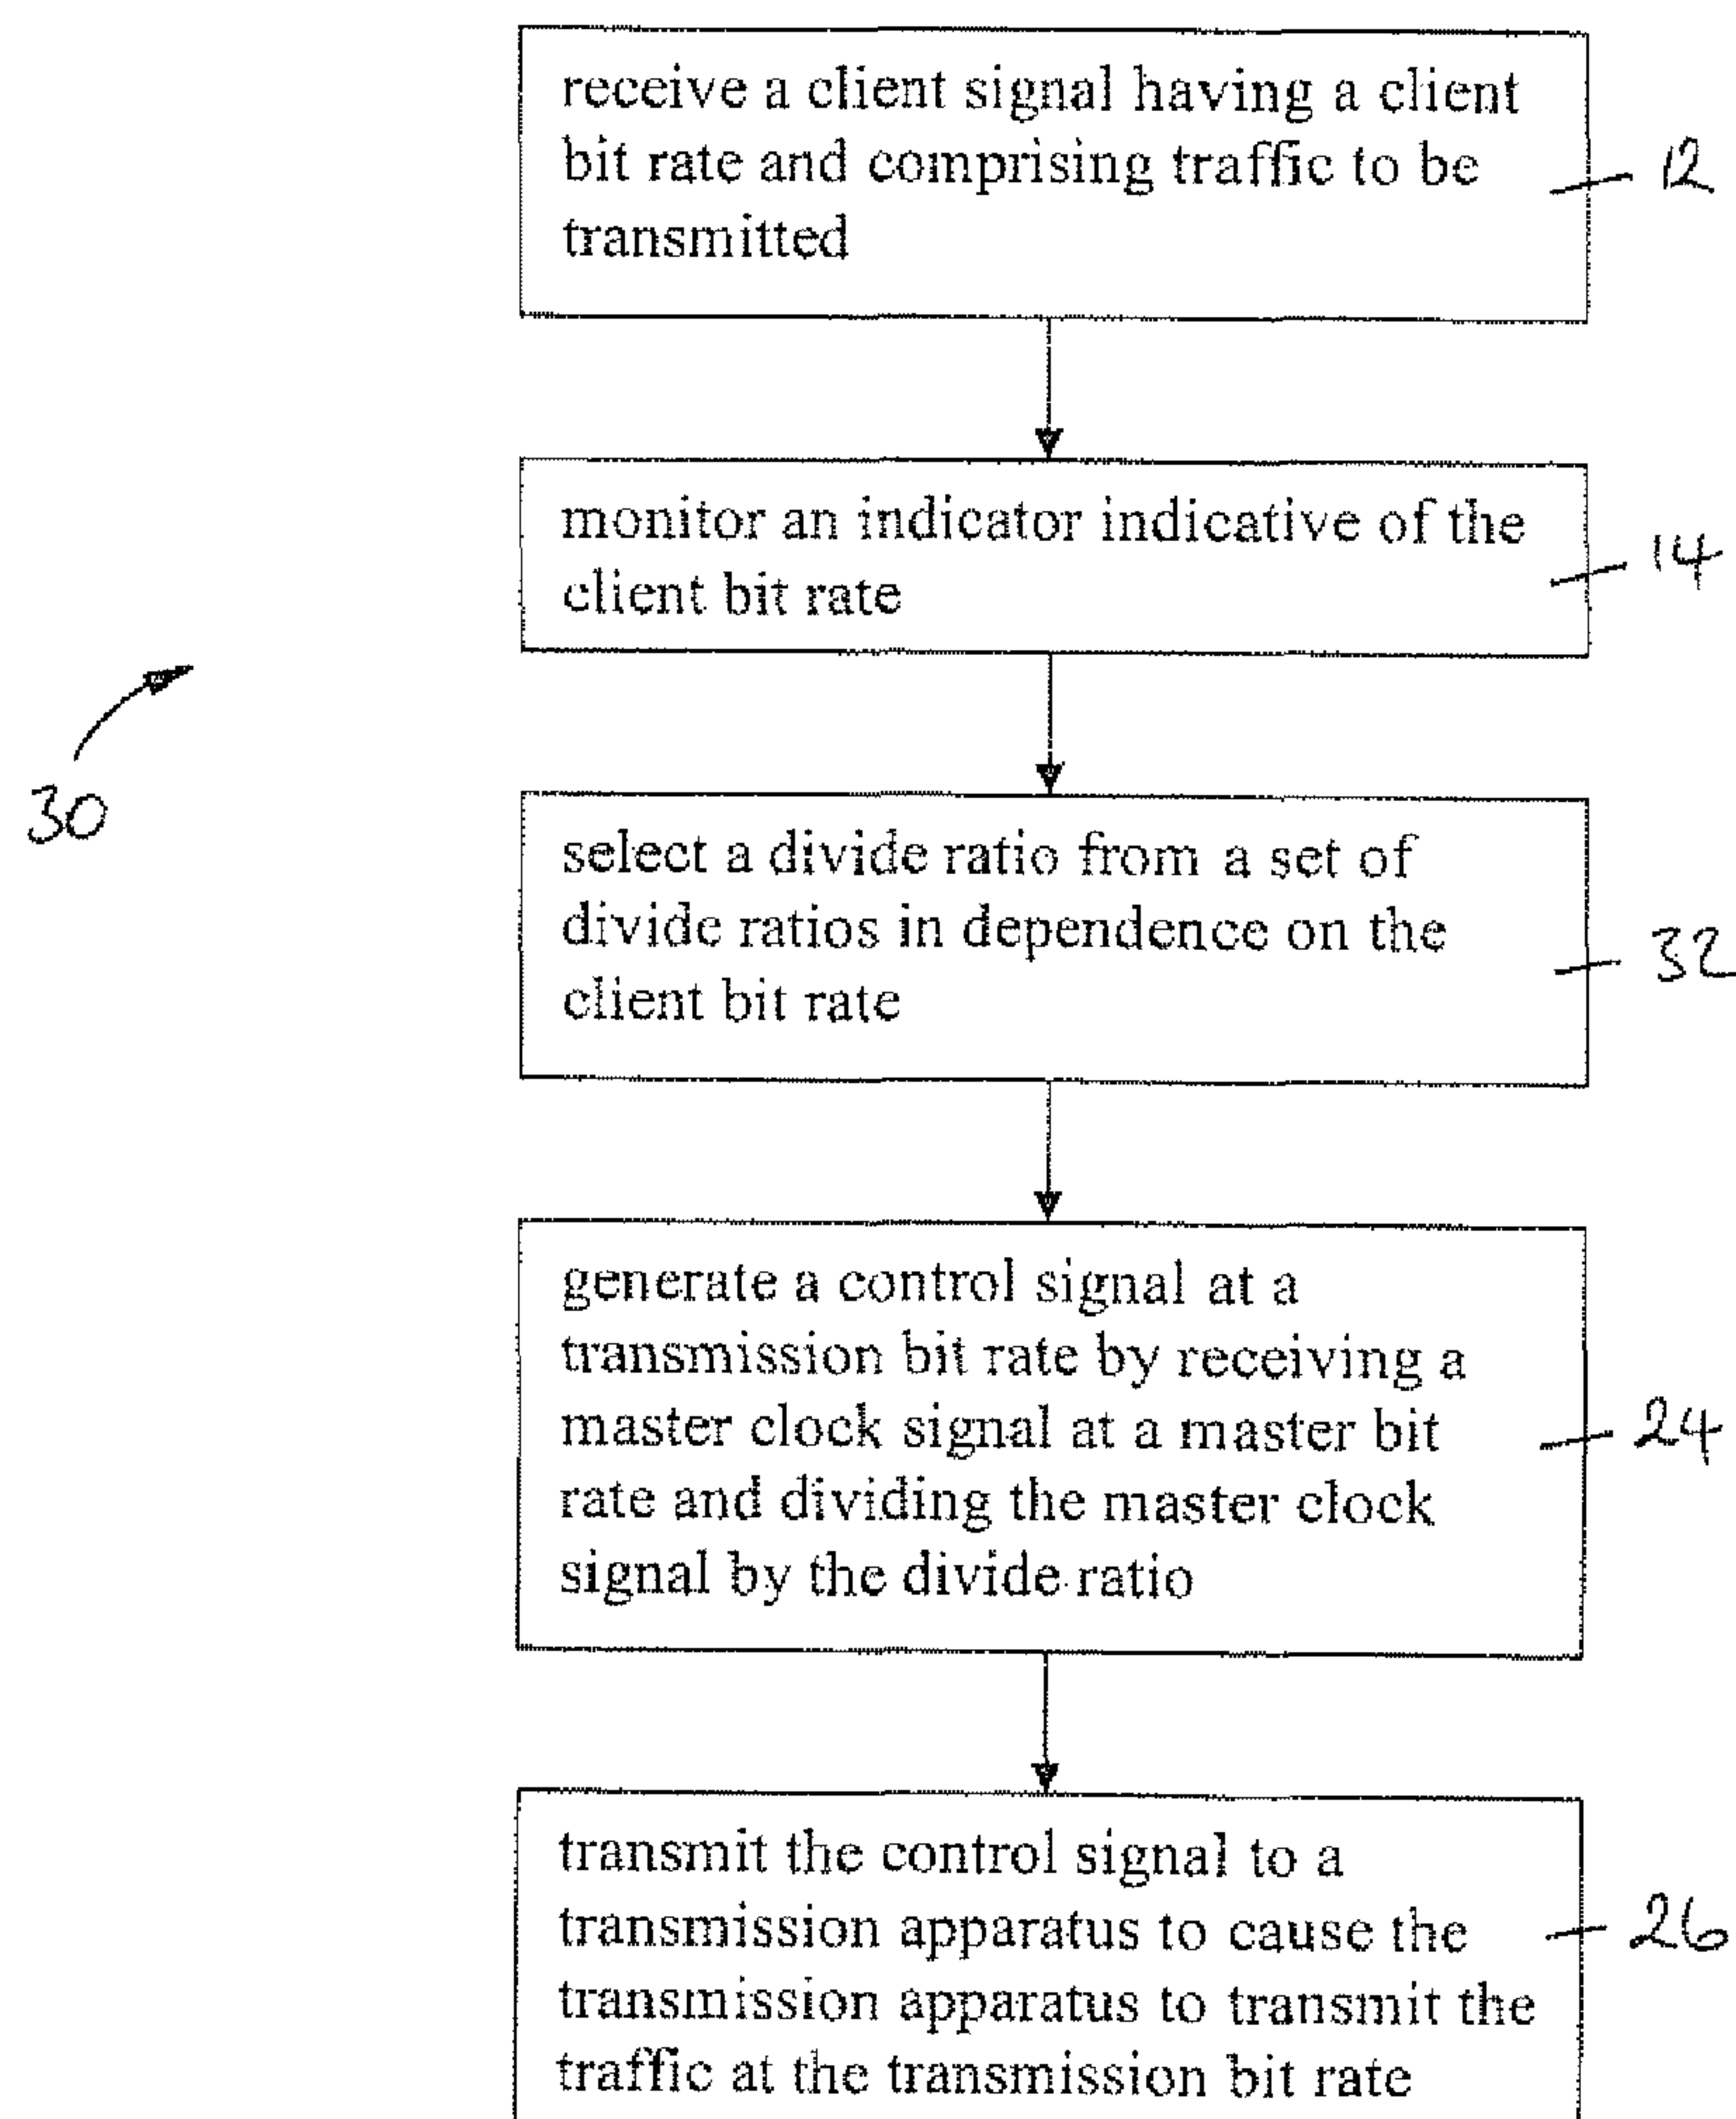 receive a client signal having a client
bit rate and comprising traffic to be
transmitted
12
monitor an indicator indicative of the
client bit rate
14
30
select a divide ratio from a set of
divide ratios in dependence on the
client bit rate
32
generate a control signal at a
transmission bit rate by receiving a
master clock signal at a master bit
rate and dividing the master clock
signal by the divide ratio
24
transmit the control signal to a
transmission apparatus to cause the
transmission apparatus to transmit the
traffic at the transmission bit rate
26